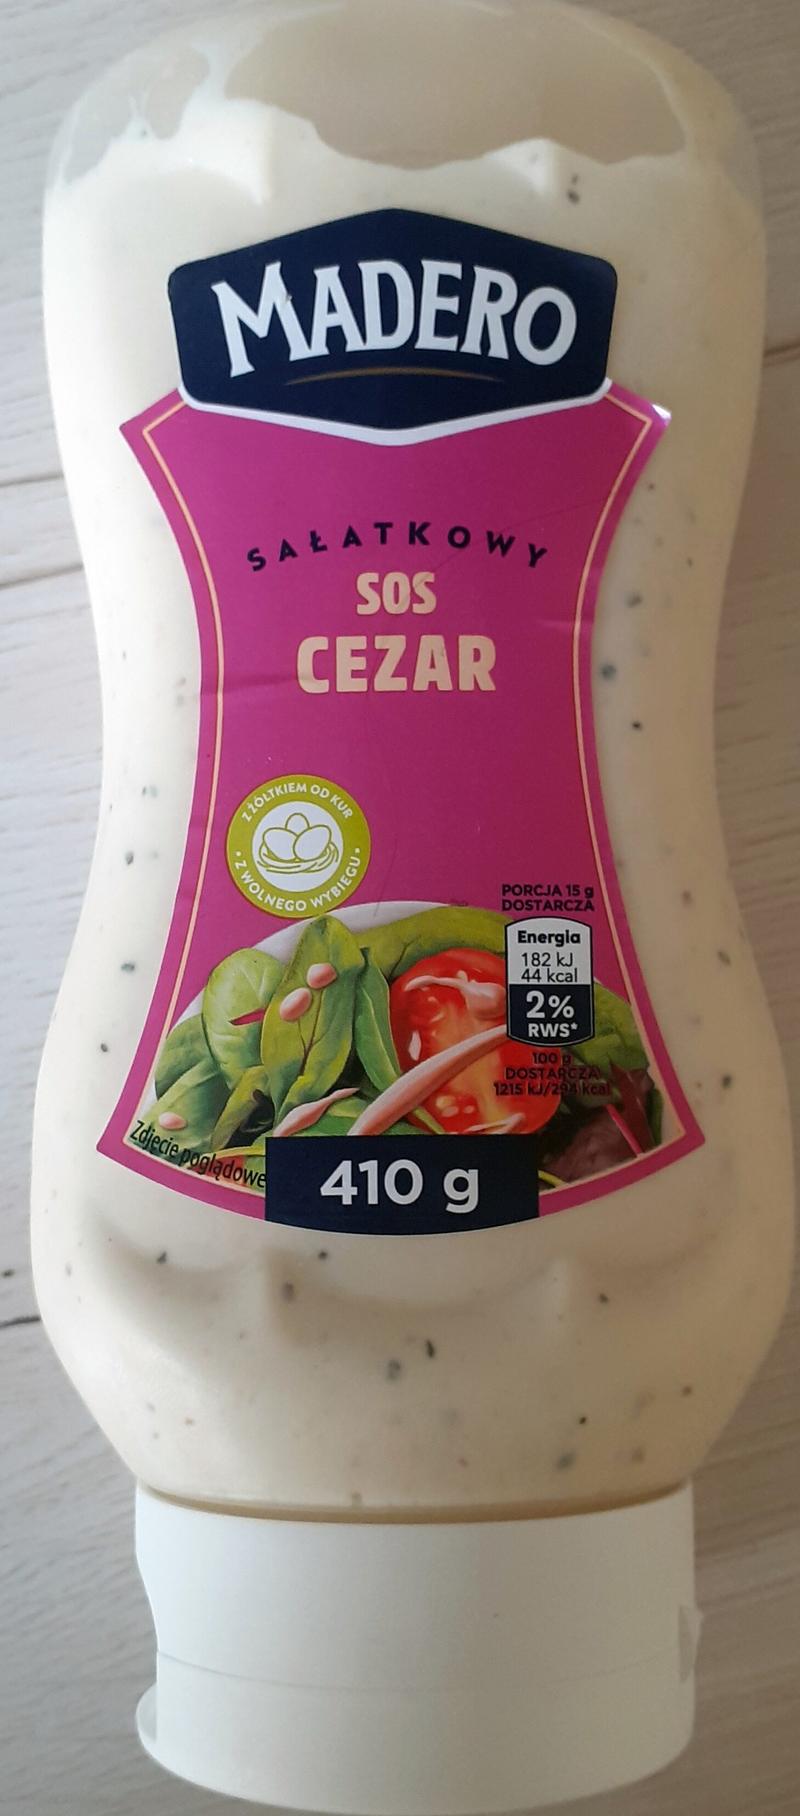 MADERO
SAŁATKOWY
SOS
CEZAR
Z ŻÓŁTKIEM OD KUR
• Z WOLNEGO WYBIEGU •
PORCJA 15 g
DOSTARCZA
Energia
182 kJ
44 kcal
2%
RWS*
100 g
DOSTARCZA
1215 kJ/294 kcal
Zdjęcie poglądowe
410 g